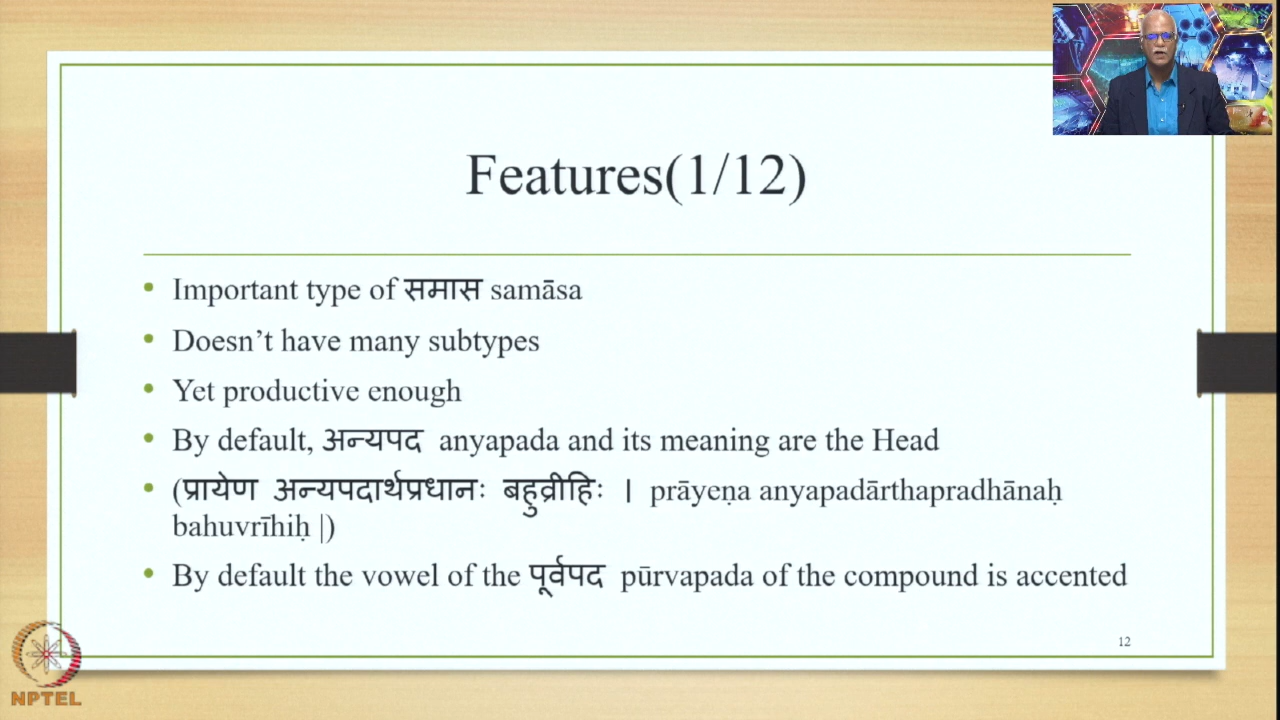 Features(1/12)
Important type of समास samāsa
Doesn’t have many subtypes
Yet productive enough
By default, अन्यपद anyapada and its meaning are the Head
(प्रायेण अन्यपदार्थप्रधानः बहुव्रीहिः । prāyeṇa anyapadārthapradhānaḥ
bahuvrīhiḥ |)
By default the vowel of the पूर्वपद pūrvapada of the compound is accented
12
NPTEL